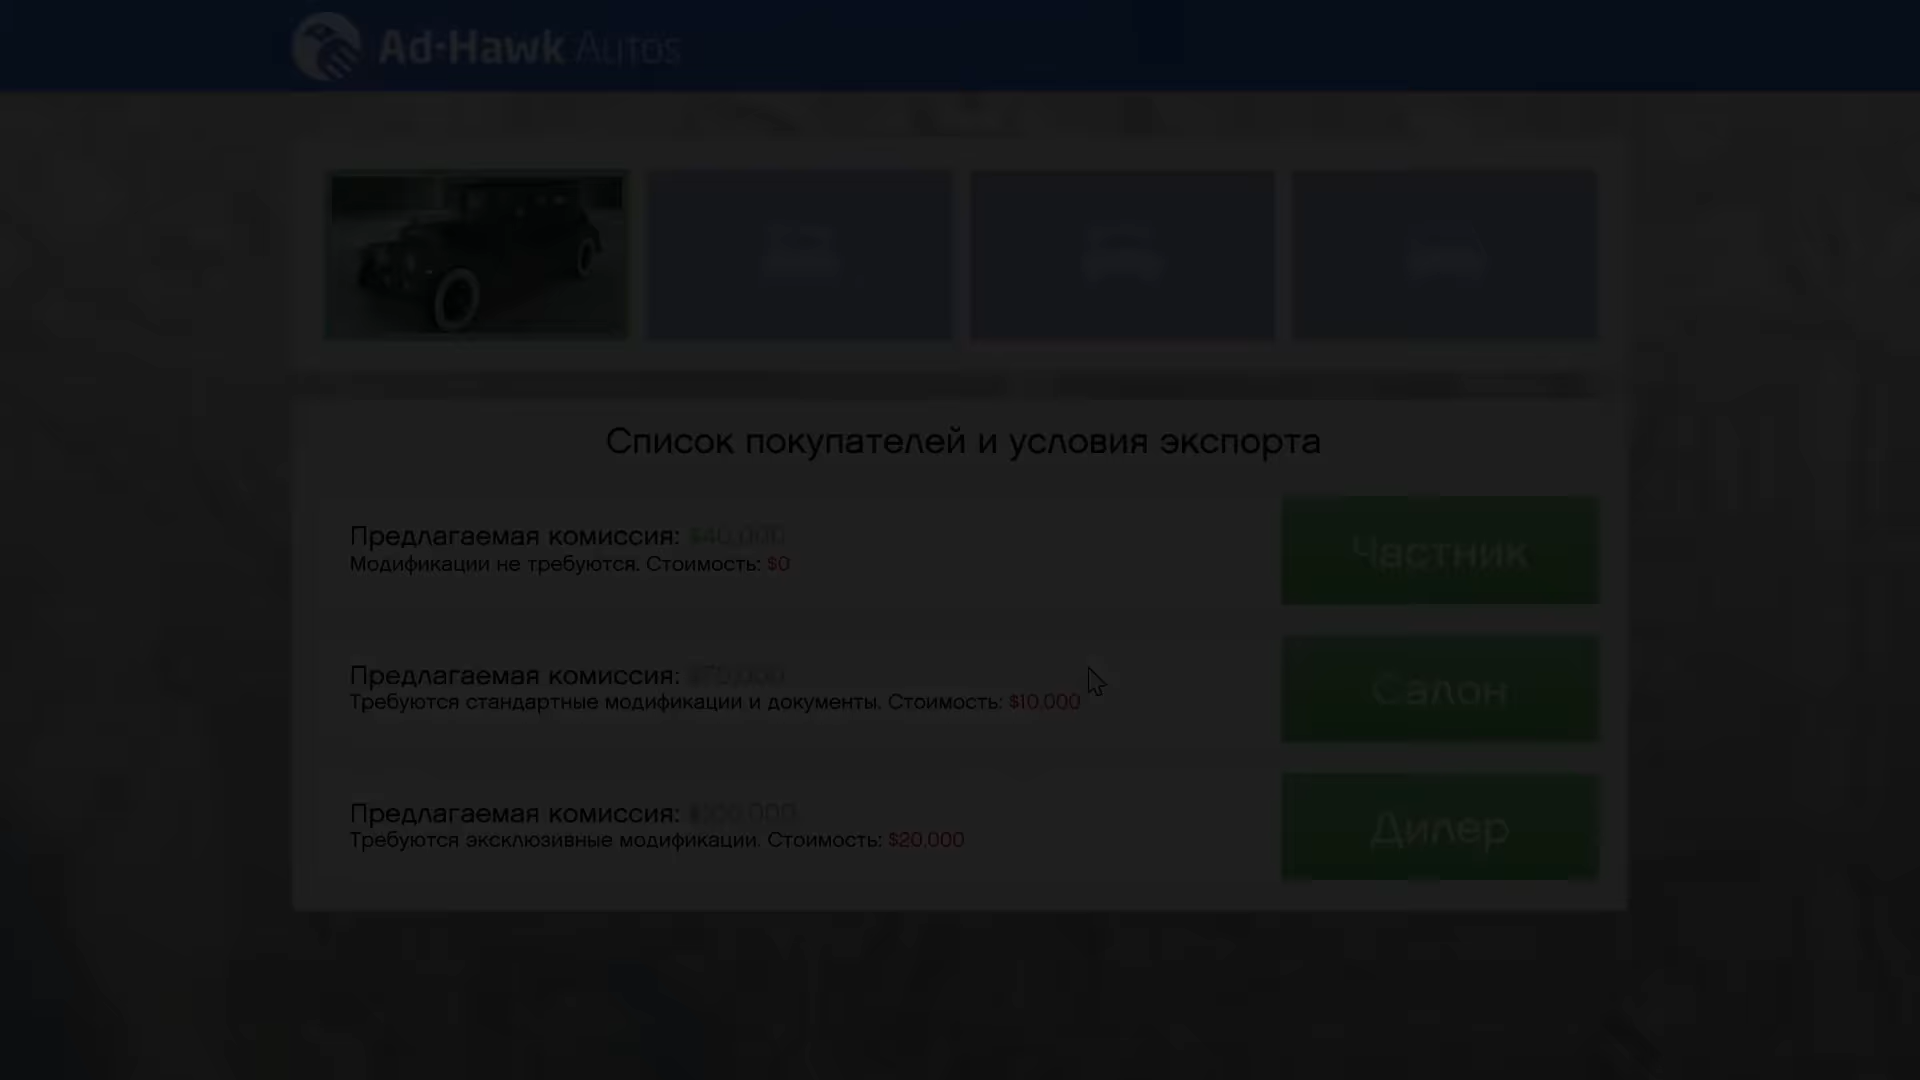 Ad-Hawk Autos
Список покупателей и условия экспорта
Предлагаемая комиссия: $40,000
Модификации не требуются. Стоимость: $0
Частник
Предлагаемая комиссия:
Требуются стандартные модификации и документы. Стоимость: $10,000
Салон
Предлагаемая комиссия:
Требуются эксклюзивные модификации. Стоимость: $20,000
Дилер